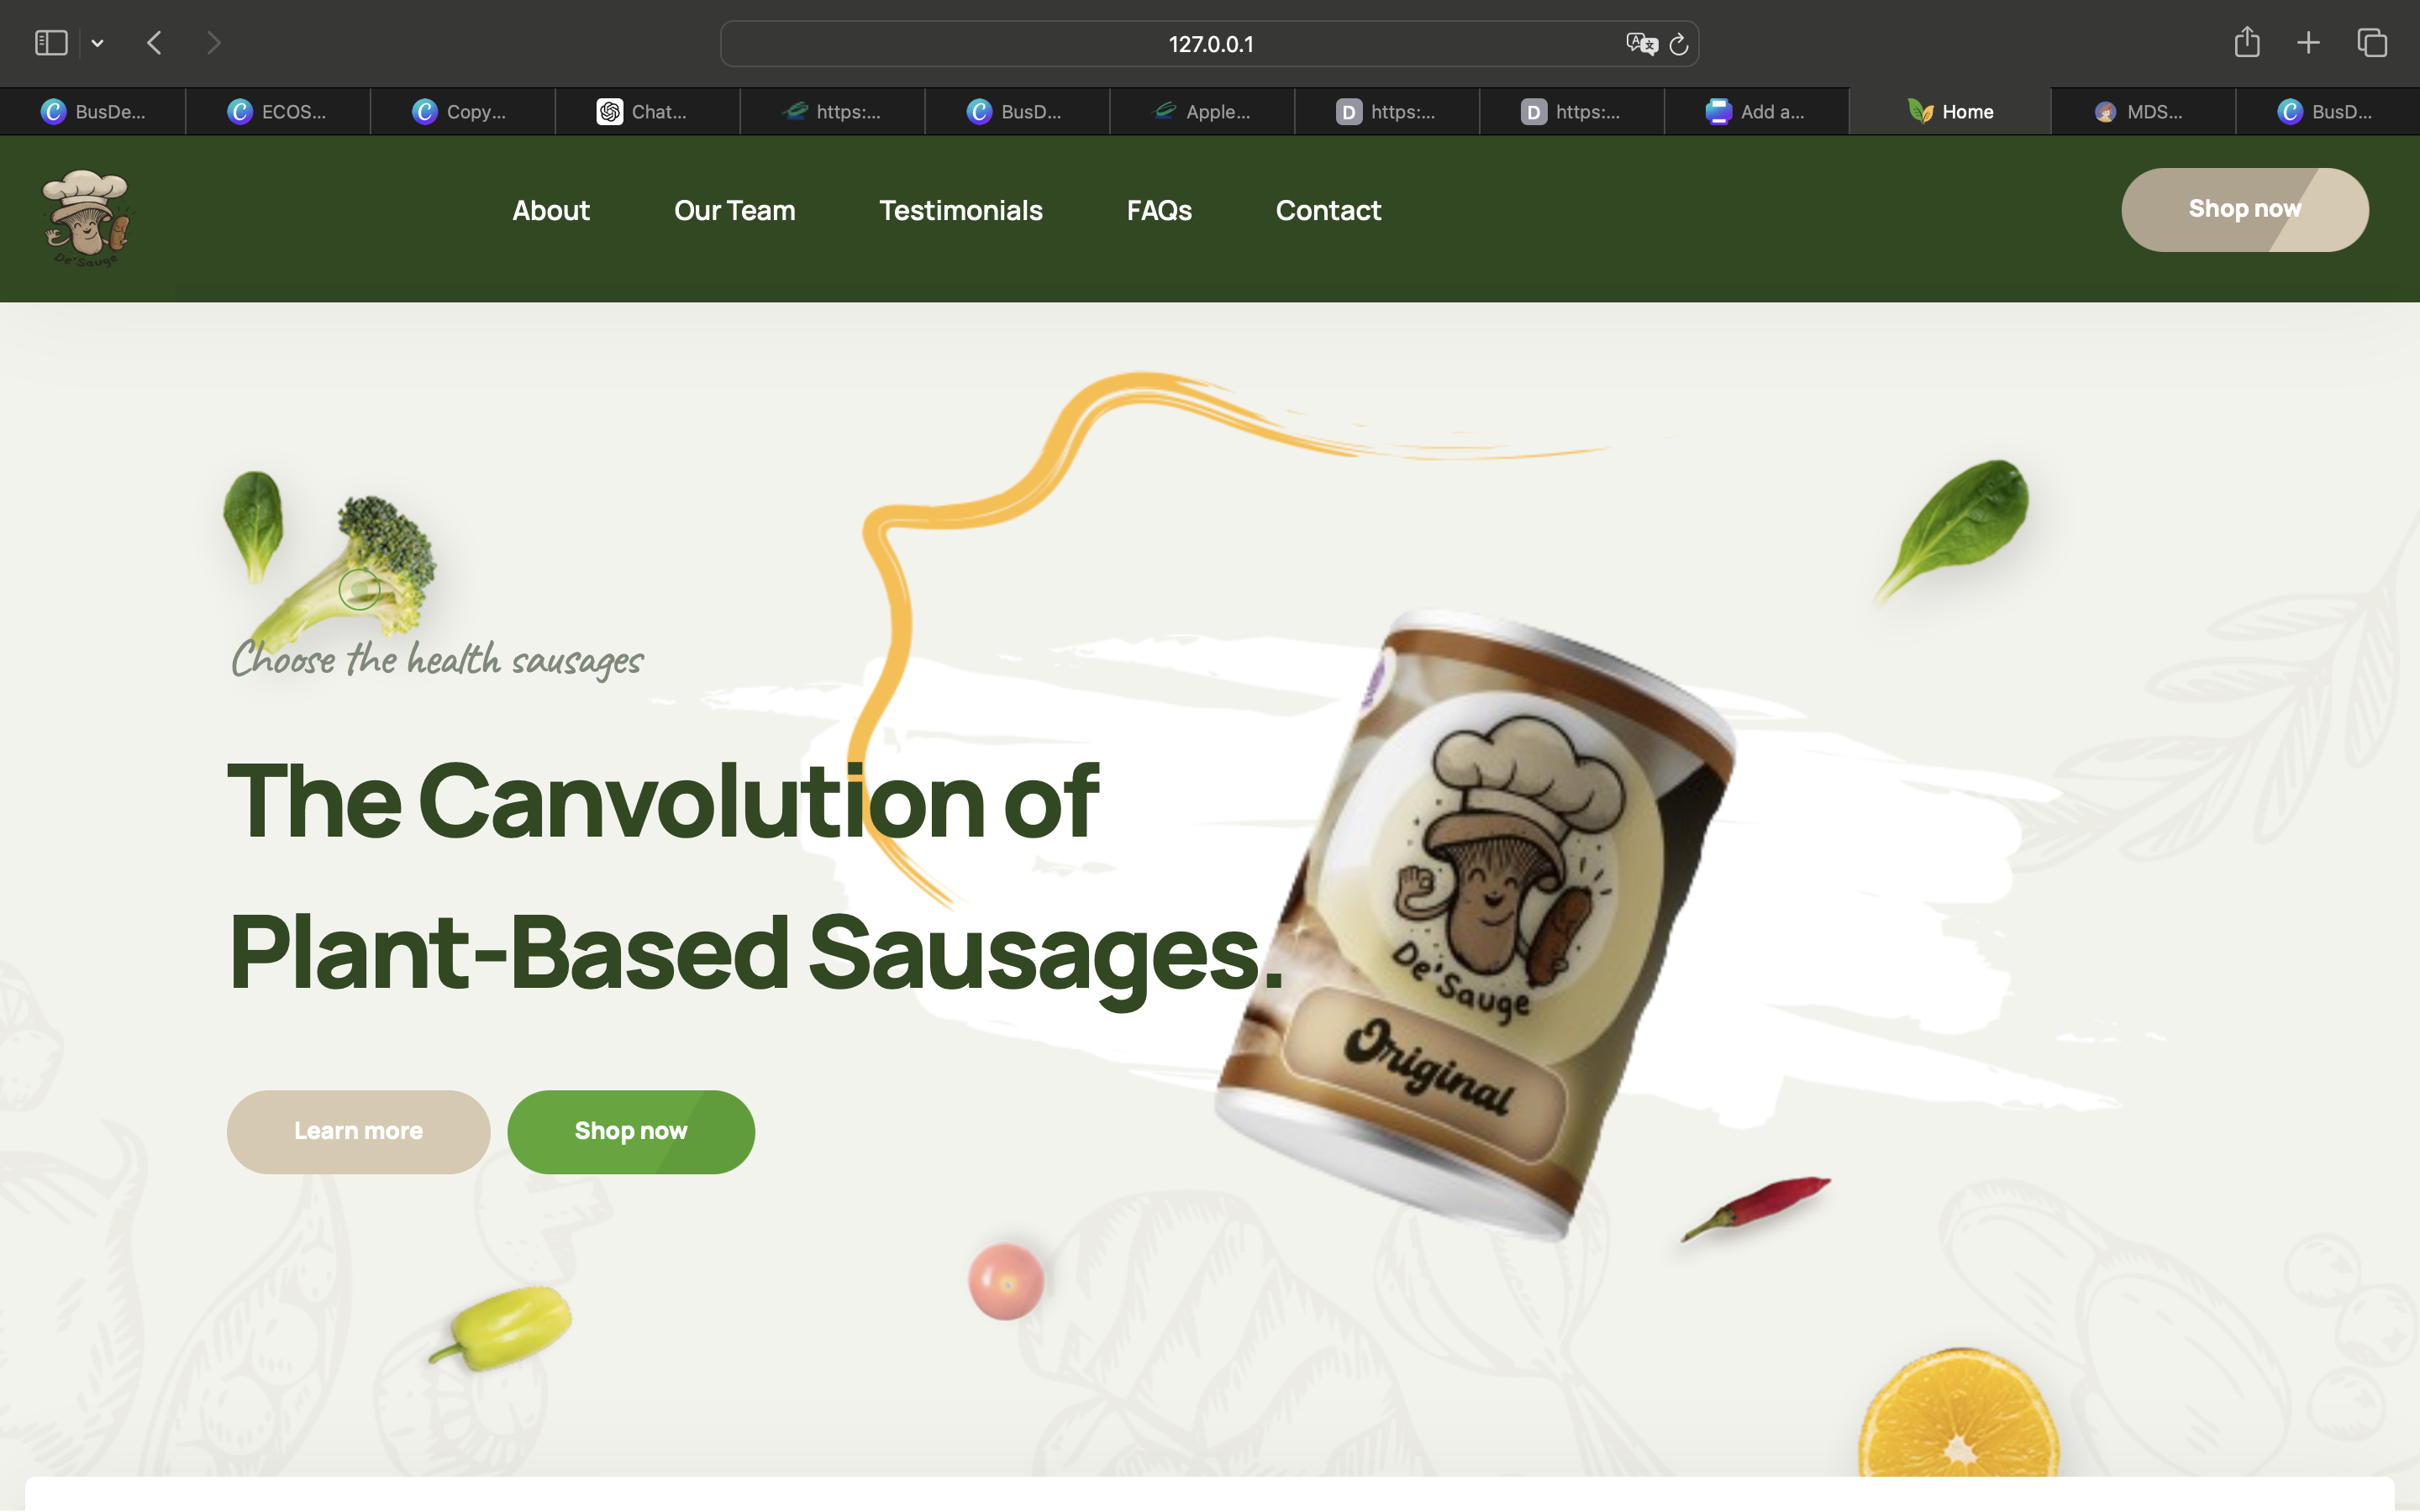 127.0.0.1
BusDe...
ECOS...
Copy...
Chat...
https:...
BusD...
Apple...
D https:...
D https:...
Add a...
Home
MDS...
BusD...
De'Sauge
About
Our Team
Testimonials
FAQs
Contact
Shop now
Choose the health sausages
The Canvolution of
Plant-Based Sausages.
Learn more
Shop now
De'Sauge
Original